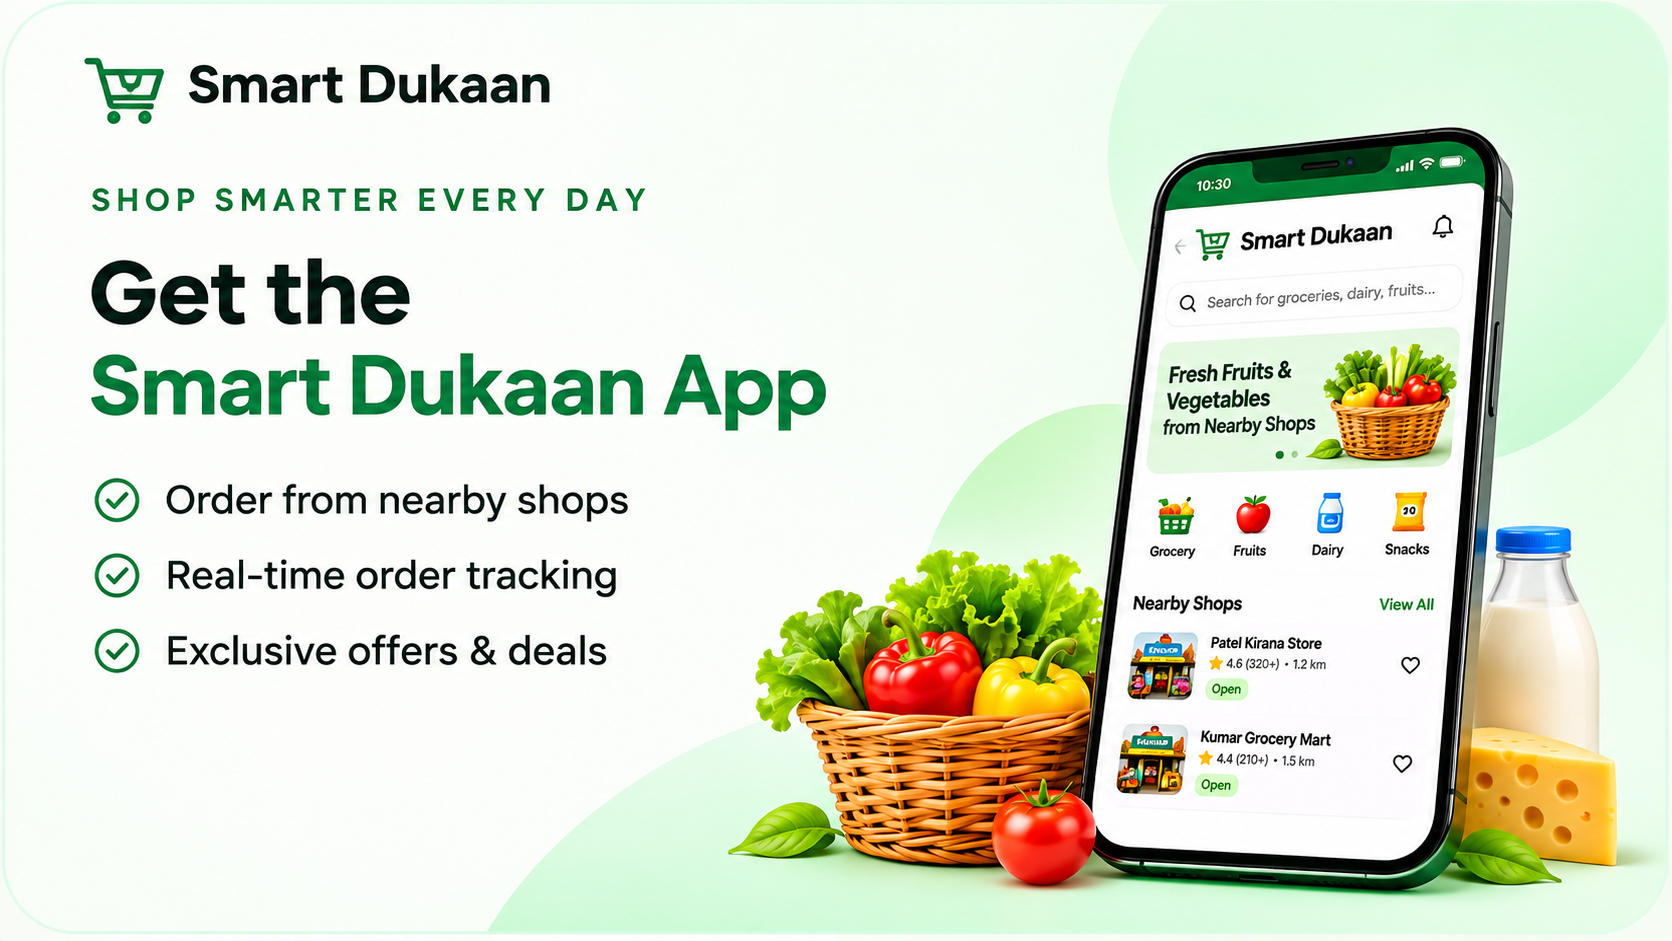 Smart Dukaan
SHOP SMARTER EVERY DAY
Get the
Smart Dukaan App
Order from nearby shops
Real-time order tracking
Exclusive offers & deals
10:30
Smart Dukaan
Search for groceries, dairy, fruits...
Fresh Fruits &
Vegetables
from Nearby Shops
Grocery
Fruits
Dairy
Snacks
Nearby Shops
View All
Patel Kirana Store
4.6 (320+) • 1.2 km
Open
Kumar Grocery Mart
4.4 (210+) • 1.5 km
Open